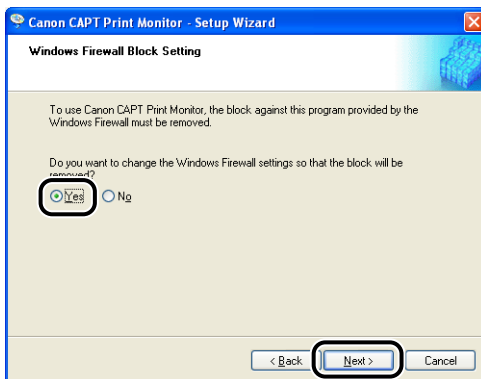 Canon CAPT Print Monitor - Setup Wizard
Windows Firewall Block Setting
To use Canon CAPT Print Monitor, the block against this program provided by the
Windows Firewall must be removed.
Do you want to change the Windows Firewall settings so that the block will be
removed?
Yes No
< Back Next > Cancel